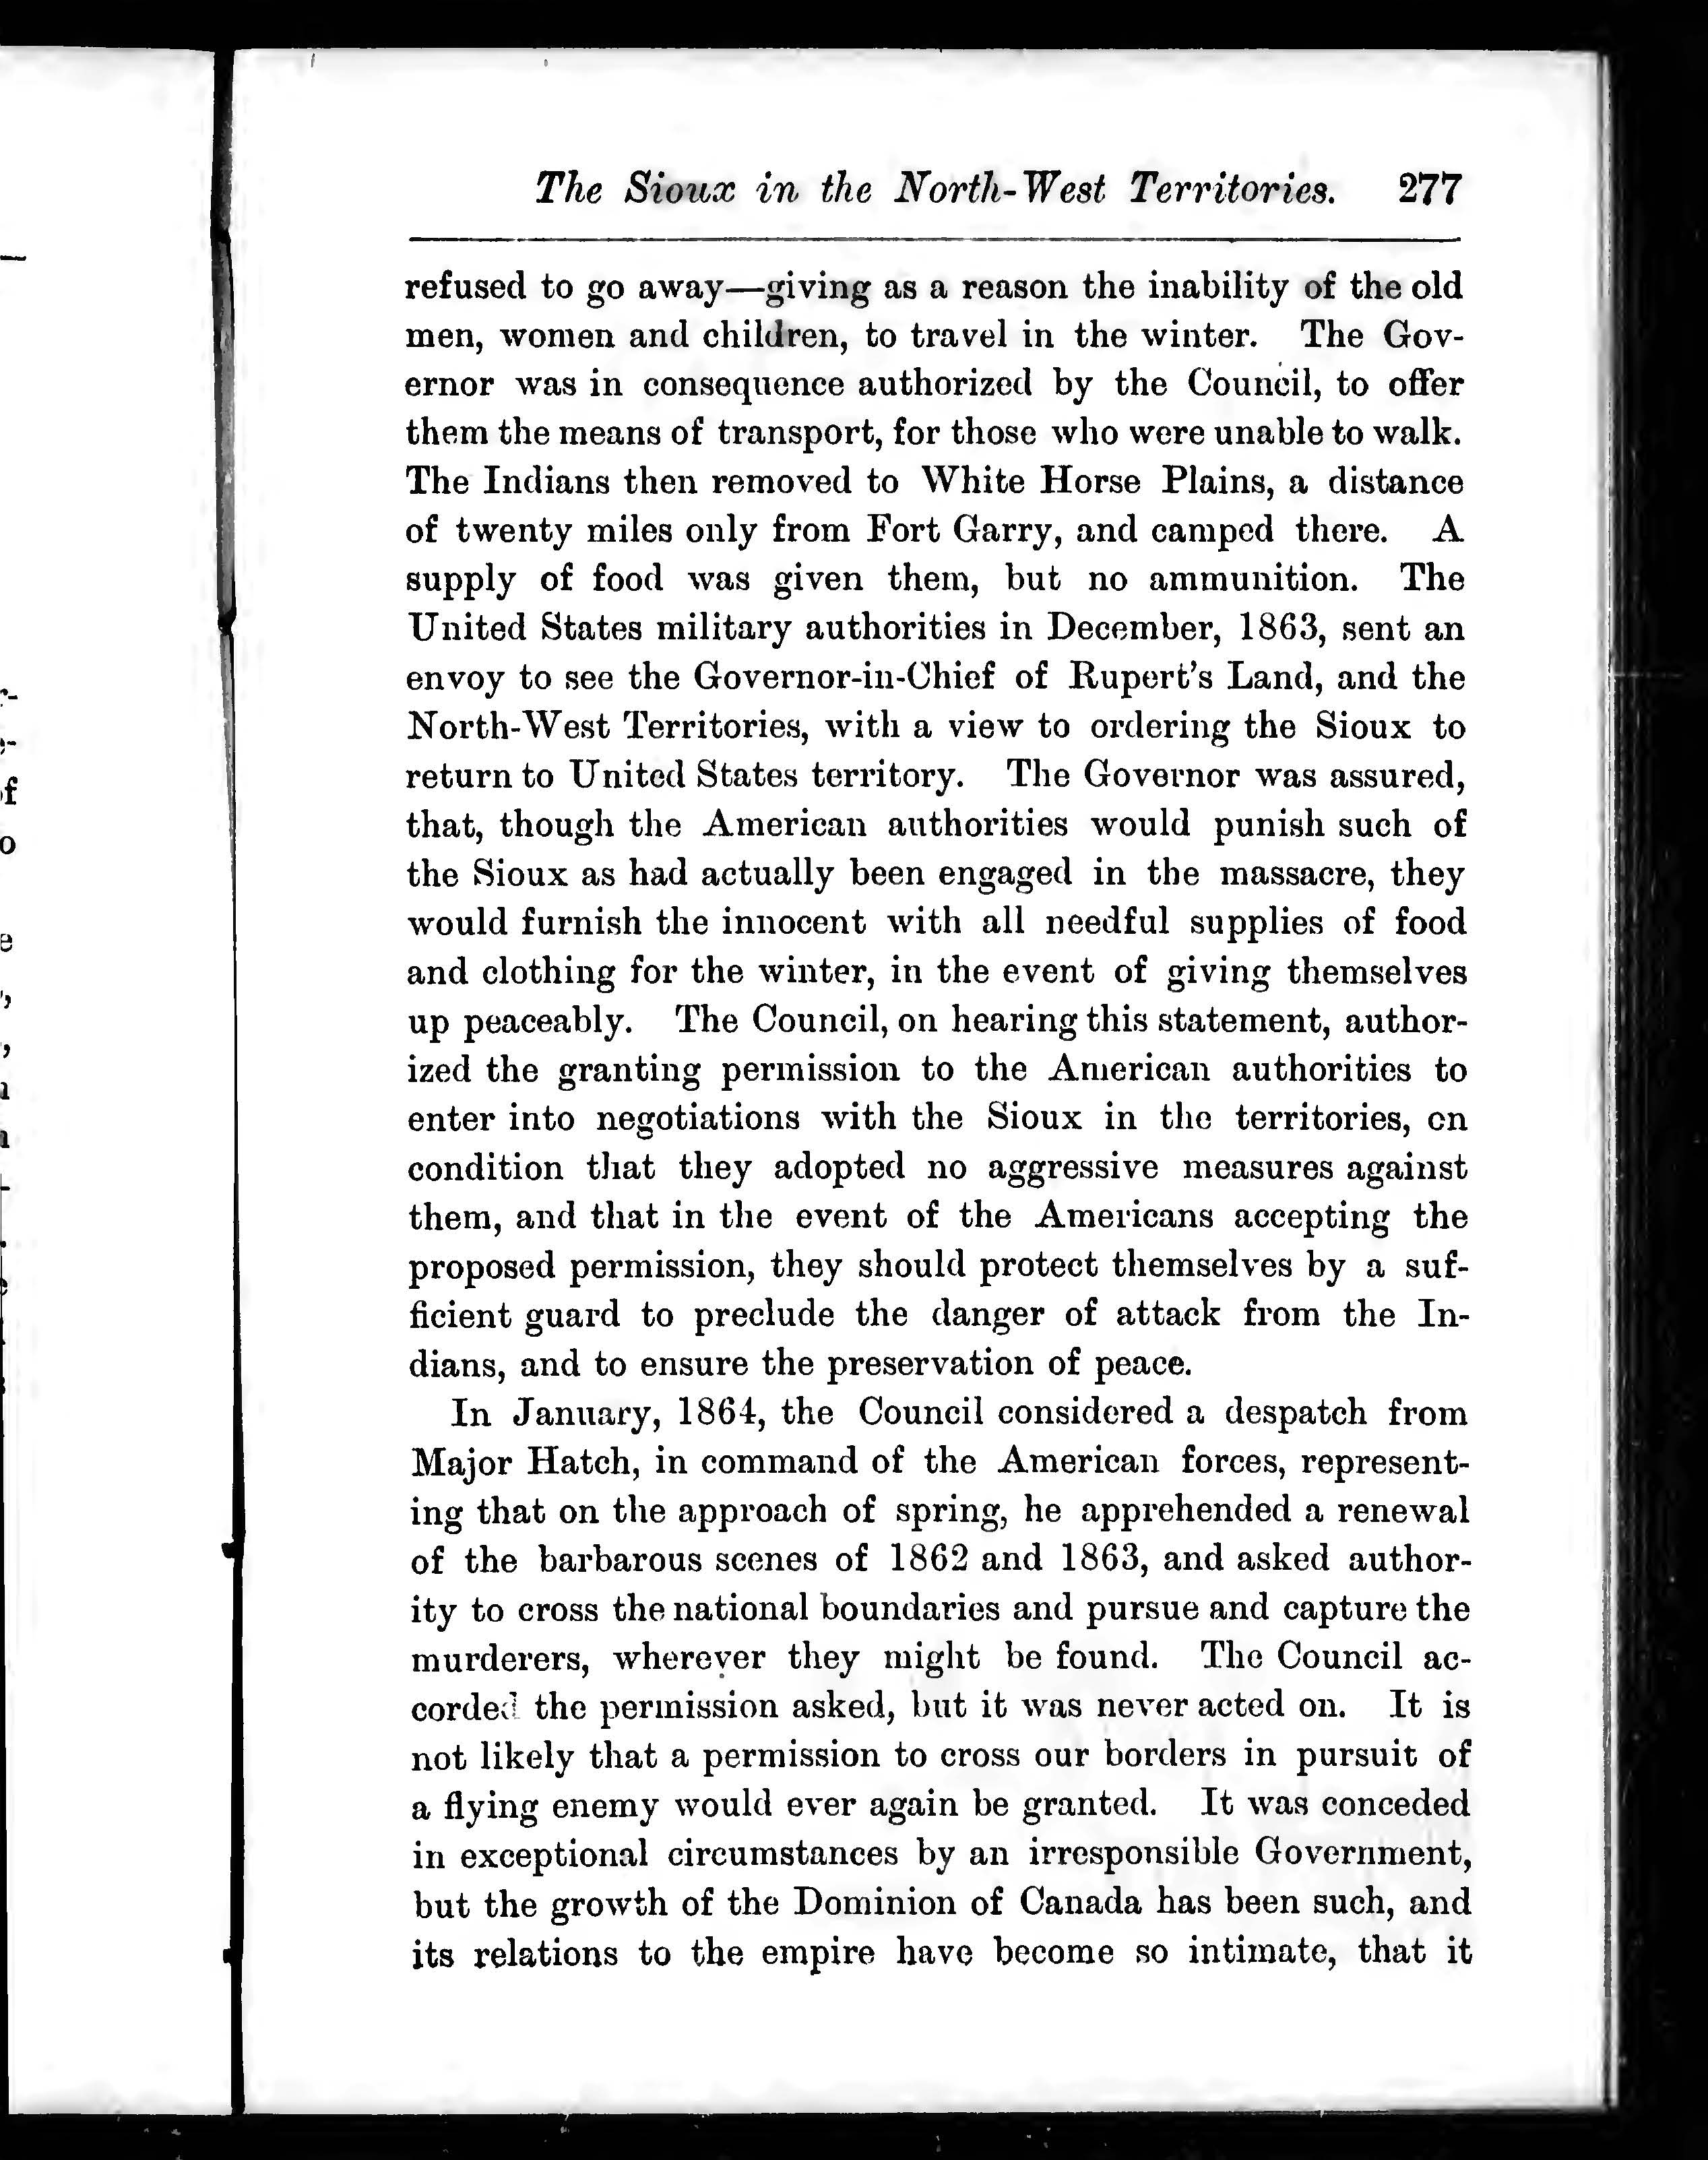 The Sioux in the North-West Territories. 277
refused to go away—giving as a reason the inability of the old
men, women and children, to travel in the winter. The Gov-
ernor was in consequence authorized by the Council, to offer
them the means of transport, for those who were unable to walk.
The Indians then removed to White Horse Plains, a distance
of twenty miles only from Fort Garry, and camped there. A
supply of food was given them, but no ammunition. The
United States military authorities in December, 1863, sent an
envoy to see the Governor-in-Chief of Rupert's Land, and the
North-West Territories, with a view to ordering the Sioux to
return to United States territory. The Governor was assured,
that, though the American authorities would punish such of
the Sioux as had actually been engaged in the massacre, they
would furnish the innocent with all needful supplies of food
and clothing for the winter, in the event of giving themselves
up peaceably. The Council, on hearing this statement, author-
ized the granting permission to the American authorities to
enter into negotiations with the Sioux in the territories, on
condition that they adopted no aggressive measures against
them, and that in the event of the Americans accepting the
proposed permission, they should protect themselves by a suf-
ficient guard to preclude the danger of attack from the In-
dians, and to ensure the preservation of peace.
In January, 1864, the Council considered a despatch from
Major Hatch, in command of the American forces, represent-
ing that on the approach of spring, he apprehended a renewal
of the barbarous scenes of 1862 and 1863, and asked author-
ity to cross the national boundaries and pursue and capture the
murderers, wherever they might be found. The Council ac-
corded the permission asked, but it was never acted on. It is
not likely that a permission to cross our borders in pursuit of
a flying enemy would ever again be granted. It was conceded
in exceptional circumstances by an irresponsible Government,
but the growth of the Dominion of Canada has been such, and
its relations to the empire have become so intimate, that it